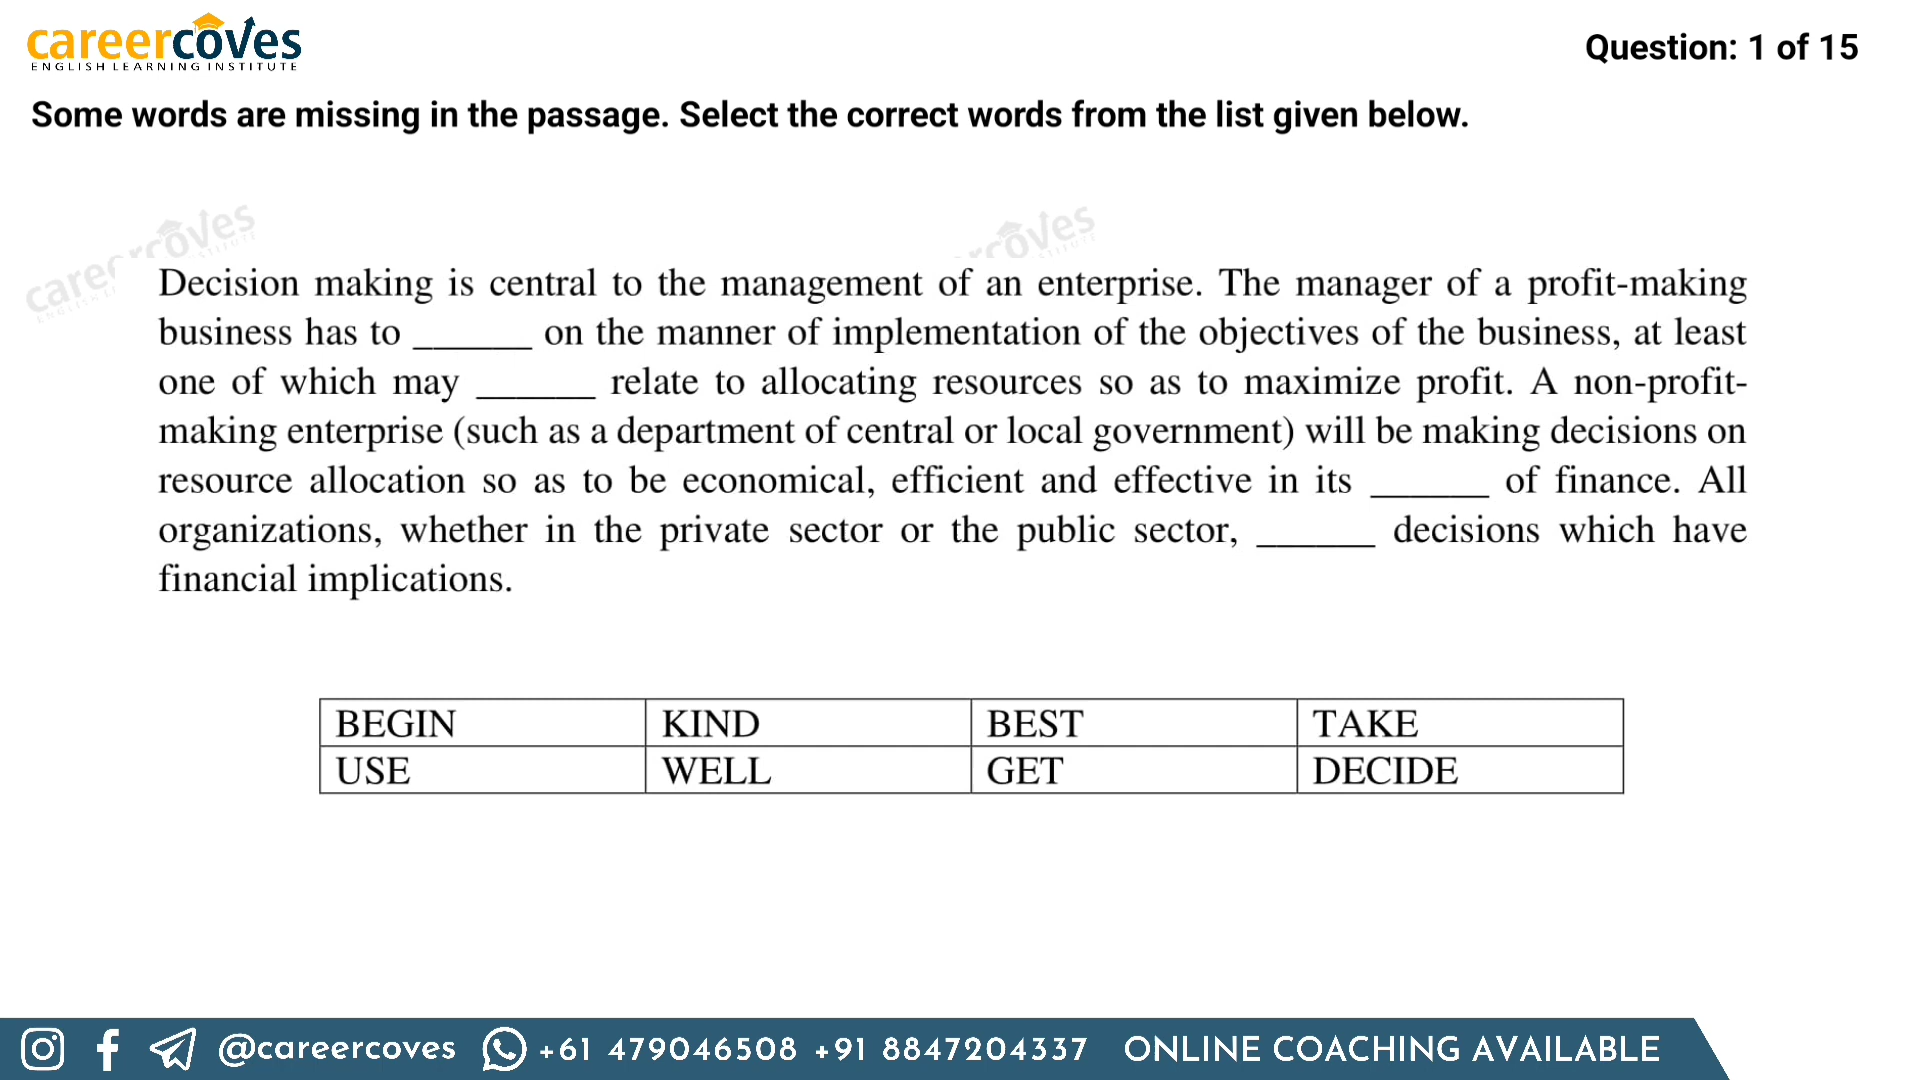 careercoves
ENGLISH LEARNING INSTITUTE
Question: 1 of 15
Some words are missing in the passage. Select the correct words from the list given below.
Decision making is central to the management of an enterprise. The manager of a profit-making
business has to ______ on the manner of implementation of the objectives of the business, at least
one of which may ______ relate to allocating resources so as to maximize profit. A non-profit-
making enterprise (such as a department of central or local government) will be making decisions on
resource allocation so as to be economical, efficient and effective in its ______ of finance. All
organizations, whether in the private sector or the public sector, ______ decisions which have
financial implications.
BEGIN KIND BEST TAKE
USE WELL GET DECIDE
@careercoves +61 479046508 +91 8847204337 ONLINE COACHING AVAILABLE